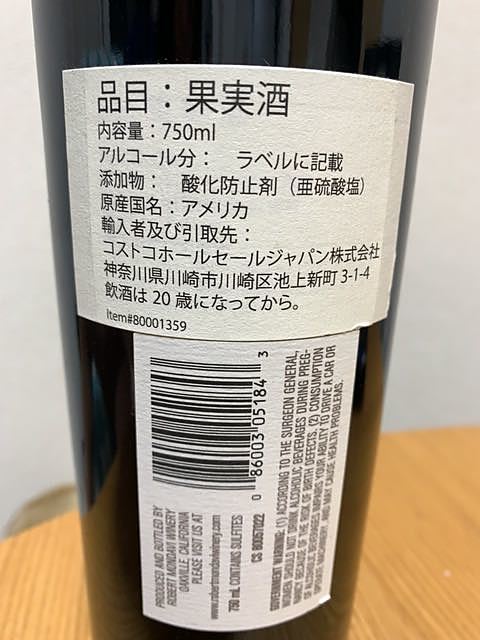 品目：果実酒
内容量：750ml
アルコール分： ラベルに記載
添加物： 酸化防止剤（亜硫酸塩）
原産国名：アメリカ
輸入者及び引取先：
コストコホールセールジャパン株式会社
神奈川県川崎市川崎区池上新町 3-1-4
飲酒は 20 歳になってから。
Item#80001359
0 86003 05184 3
PRODUCED AND BOTTLED BY
ROBERT MONDAVI WINERY
OAKVILLE, CALIFORNIA
PLEASE VISIT US AT
www.robertmondaviwinery.com
750 mL CONTAINS SULFITES
CS 80057022
GOVERNMENT WARNING: (1) ACCORDING TO THE SURGEON GENERAL,
WOMEN SHOULD NOT DRINK ALCOHOLIC BEVERAGES DURING PREG-
NANCY BECAUSE OF THE RISK OF BIRTH DEFECTS. (2) CONSUMPTION
OF ALCOHOLIC BEVERAGES IMPAIRS YOUR ABILITY TO DRIVE A CAR OR
OPERATE MACHINERY, AND MAY CAUSE HEALTH PROBLEMS.